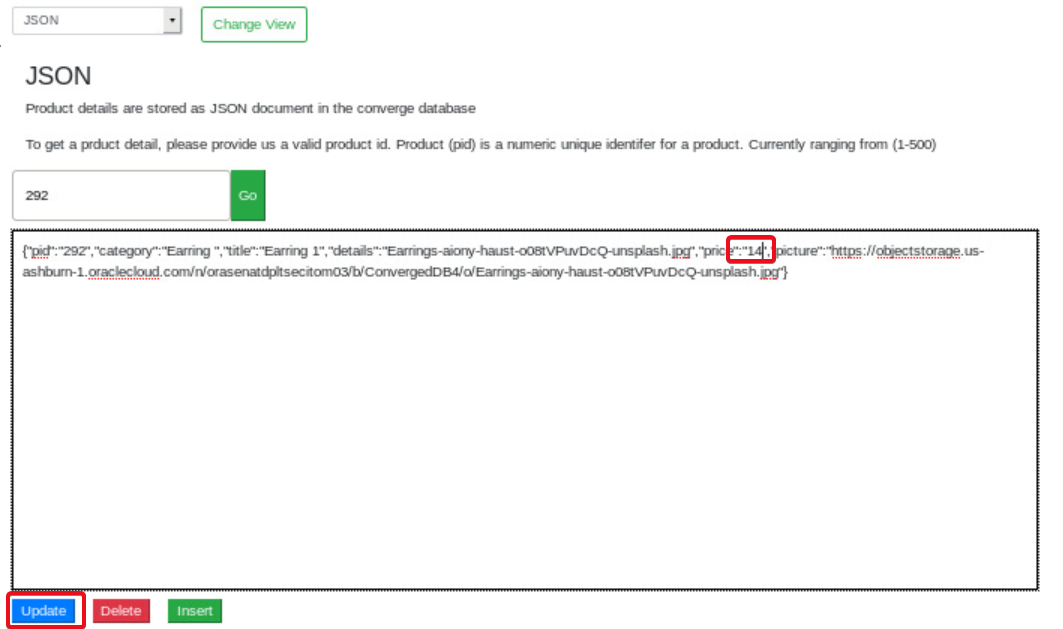 JSON
Change View
JSON
Product details are stored as JSON document in the converge database
To get a prduct detail, please provide us a valid product id. Product (pid) is a numeric unique identifer for a product. Currently ranging from (1-500)
292
Go
{"pid":"292","category":"Earring ","title":"Earring 1","details":"Earrings-aiony-haust-o08tVPuvDcQ-unsplash.jpg","price":"14","picture":"https://objectstorage.us-
ashburn-1.oraclecloud.com/n/orasenatdpltsecitom03/b/ConvergedDB4/o/Earrings-aiony-haust-o08tVPuvDcQ-unsplash.jpg"}
Update
Delete
Insert